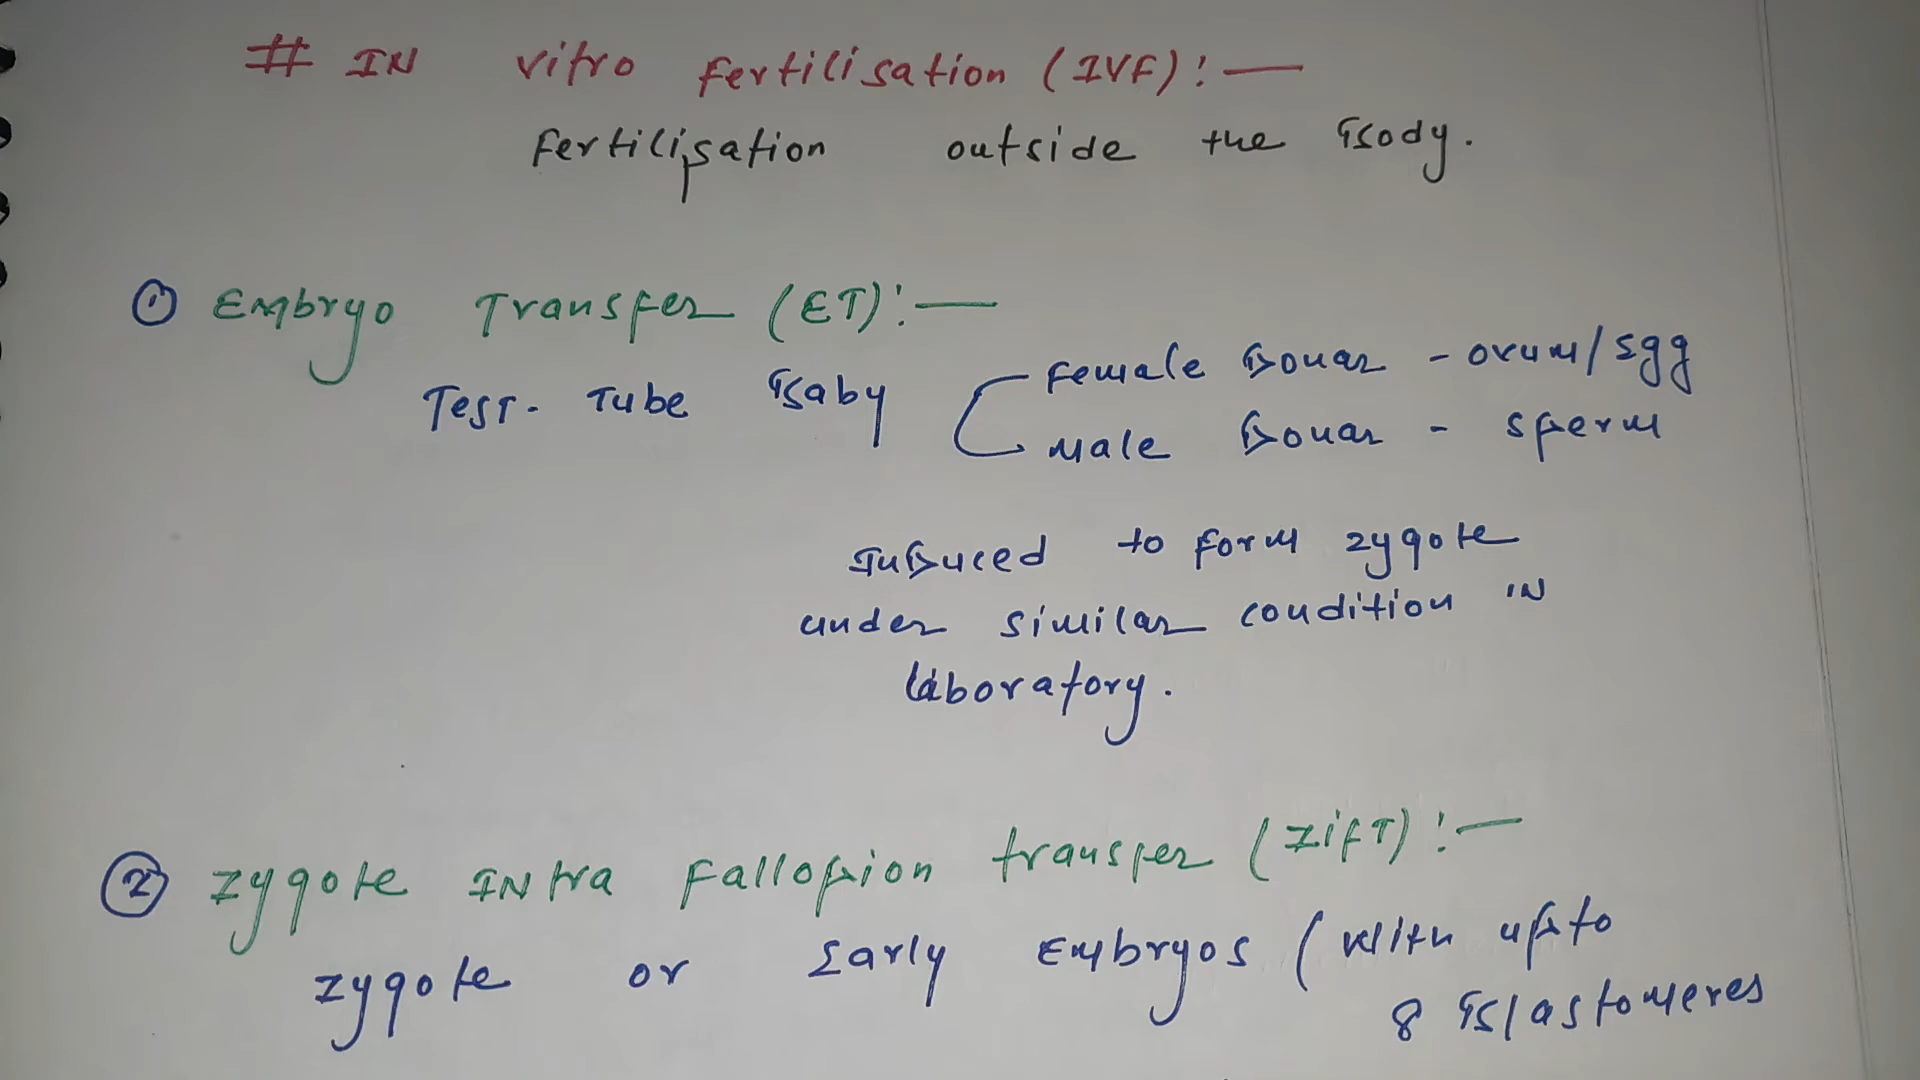 # IN vitro fertilisation (IVF):—
fertilisation outside the Body.
① Embryo Transfer (ET):—
Test-Tube Baby
Female Donar - ovum/Egg
Male Donar - sperm
Induced to form zygote
under similar condition IN
laboratory.
② Zygote INtra fallopion transfer (ZifT):—
zygote or Early Embryos (With upto
8 Blastomeres